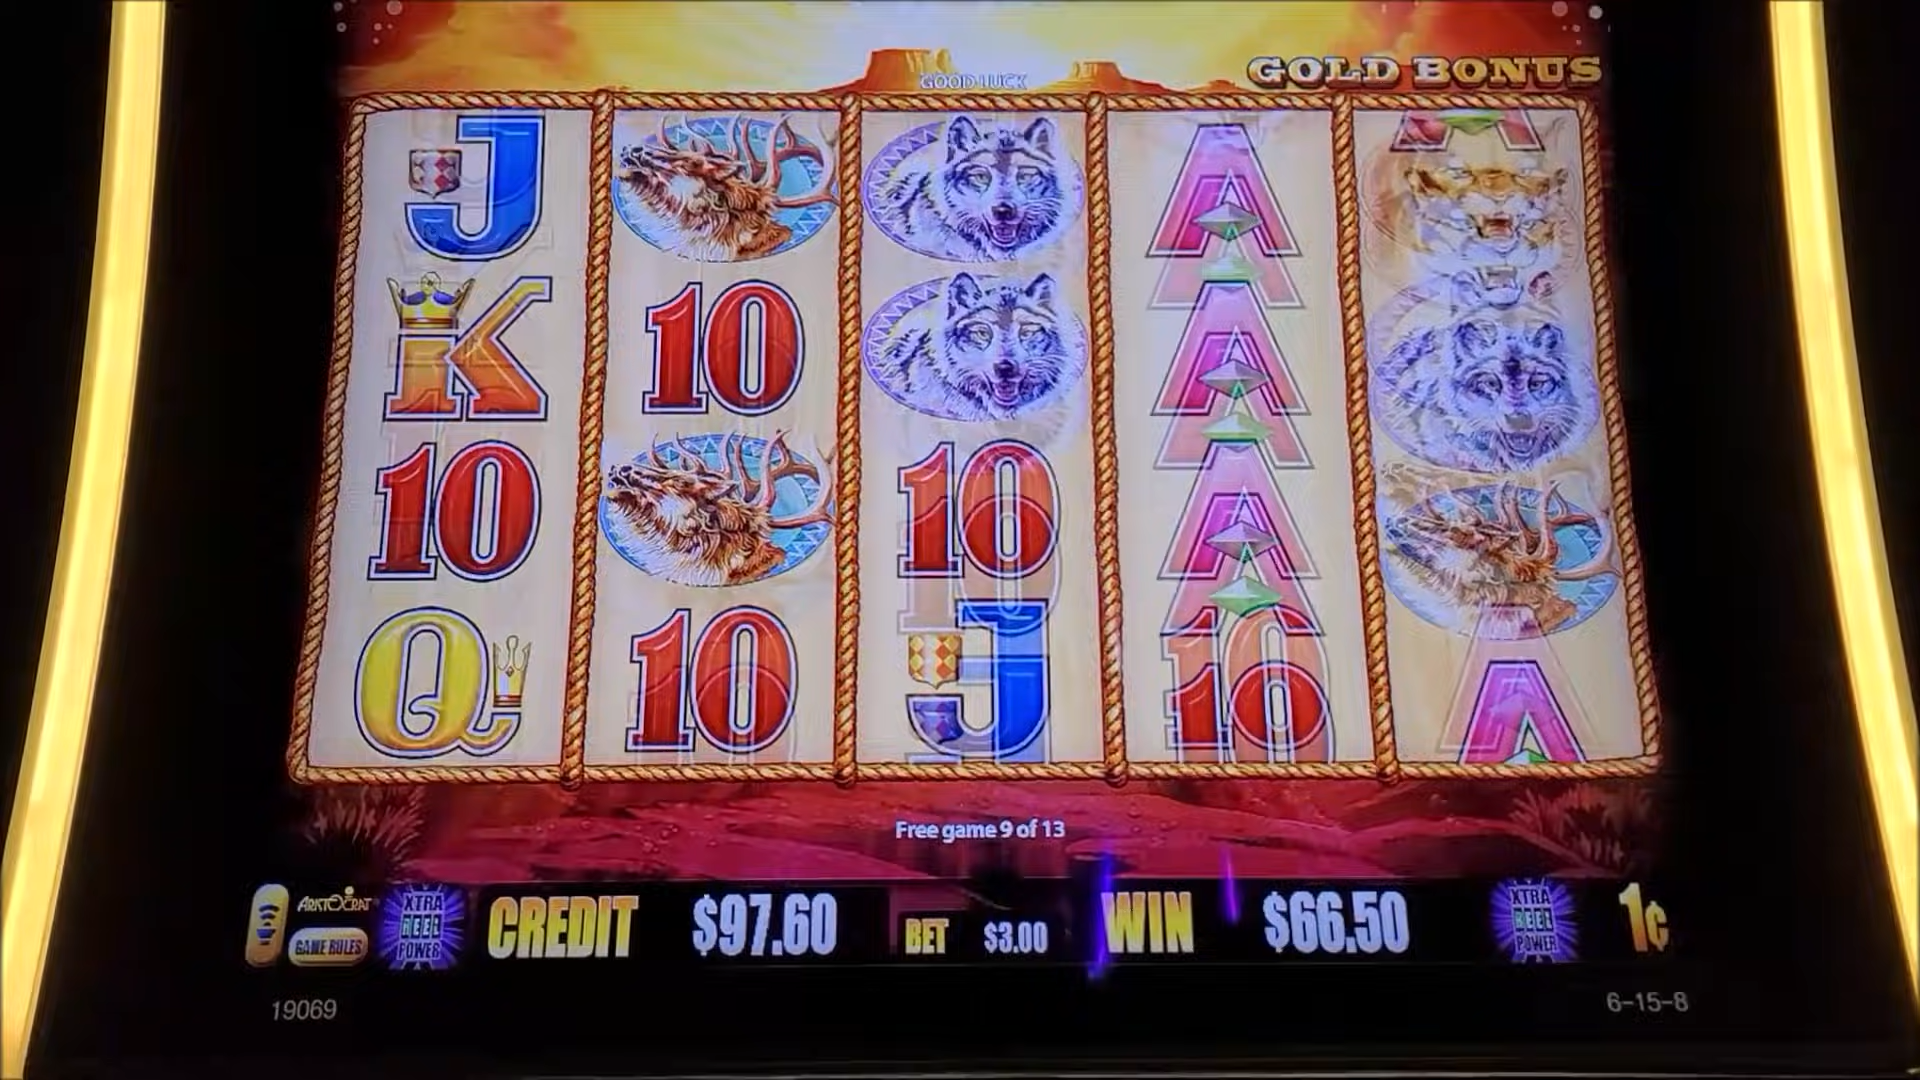 GOOD LUCK
GOLD BONUS
J A
K 10 A
10 10 A
Q 10 J 10 A
Free game 9 of 13
ARISTOCRAT
GAME RULES
XTRA REEL POWER
CREDIT $97.60
BET $3.00
WIN $66.50
XTRA REEL POWER
1¢
19069
6-15-8